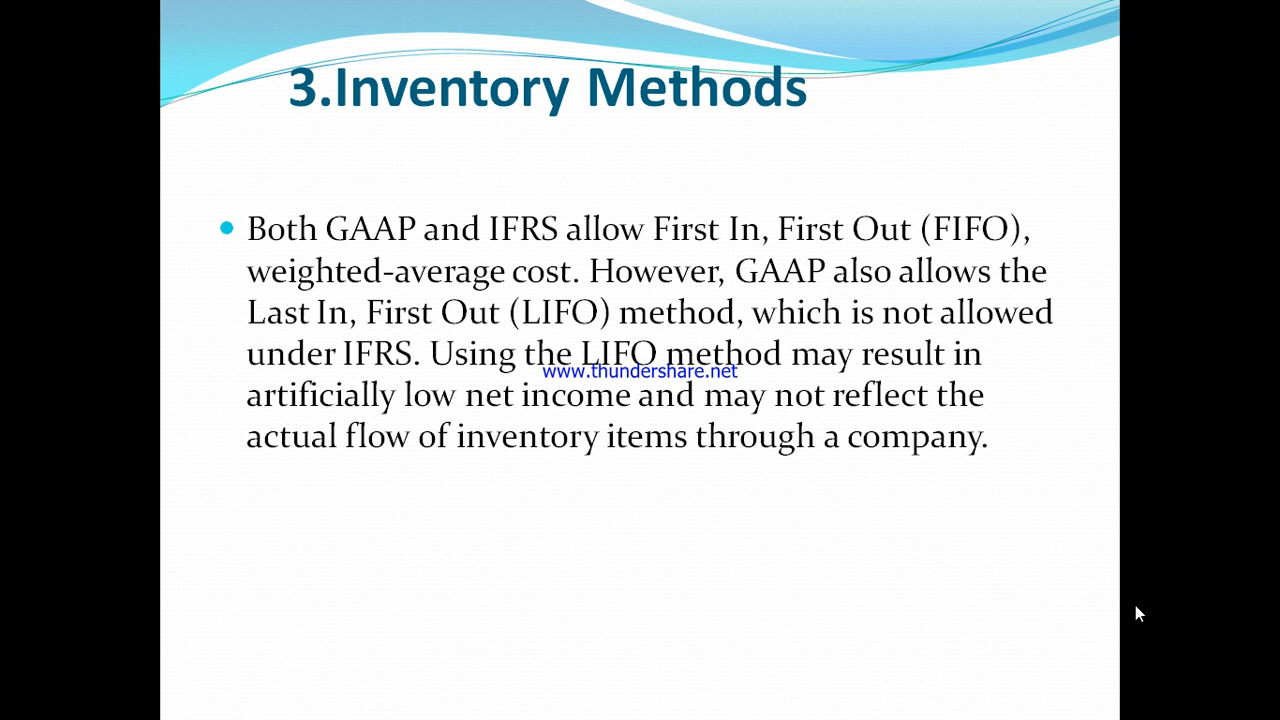 3.Inventory Methods
Both GAAP and IFRS allow First In, First Out (FIFO),
weighted-average cost. However, GAAP also allows the
Last In, First Out (LIFO) method, which is not allowed
under IFRS. Using the LIFO method may result in
www.thundershare.net
artificially low net income and may not reflect the
actual flow of inventory items through a company.